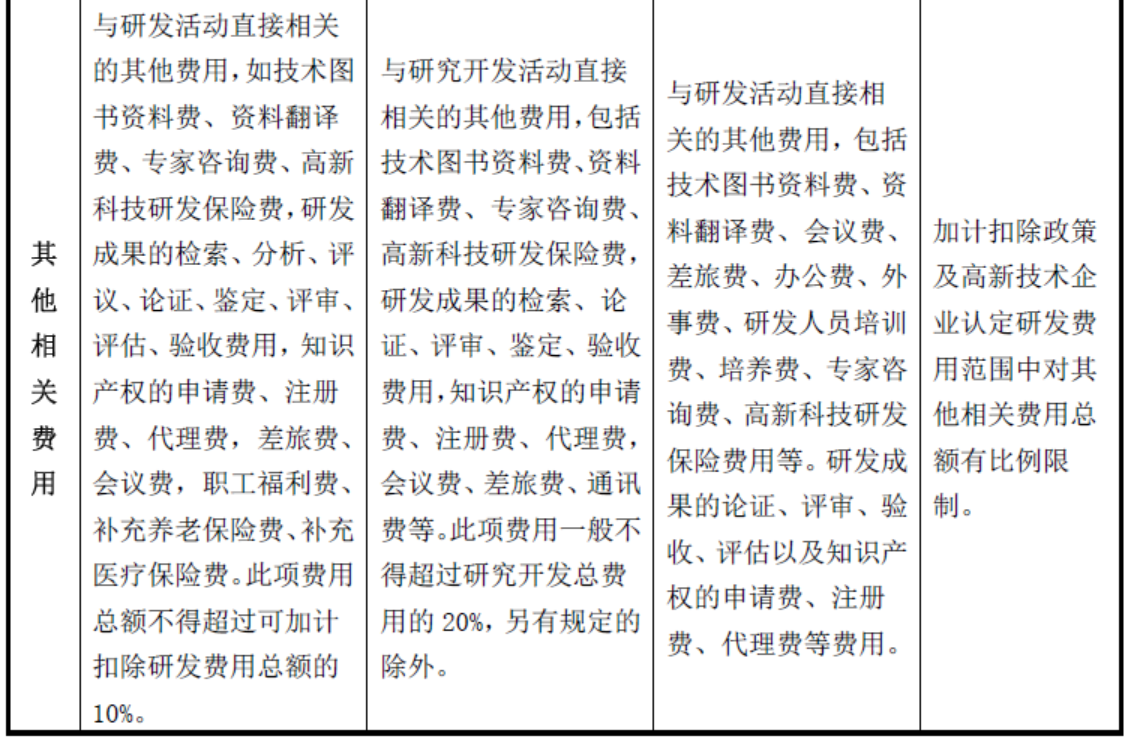 其
他
相
关
费
用
与研发活动直接相关
的其他费用,如技术图
书资料费、资料翻译
费、专家咨询费、高新
科技研发保险费,研发
成果的检索、分析、评
议、论证、鉴定、评审、
评估、验收费用,知识
产权的申请费、注册
费、代理费,差旅费、
会议费,职工福利费、
补充养老保险费、补充
医疗保险费。此项费用
总额不得超过可加计
扣除研发费用总额的
10%。
与研究开发活动直接
相关的其他费用,包括
技术图书资料费、资料
翻译费、专家咨询费、
高新科技研发保险费,
研发成果的检索、论
证、评审、鉴定、验收
费用,知识产权的申请
费、注册费、代理费,
会议费、差旅费、通讯
费等。此项费用一般不
得超过研究开发总费
用的 20%,另有规定的
除外。
与研发活动直接相
关的其他费用,包括
技术图书资料费、资
料翻译费、会议费、
差旅费、办公费、外
事费、研发人员培训
费、培养费、专家咨
询费、高新科技研发
保险费用等。研发成
果的论证、评审、验
收、评估以及知识产
权的申请费、注册
费、代理费等费用。
加计扣除政策
及高新技术企
业认定研发费
用范围中对其
他相关费用总
额有比例限
制。